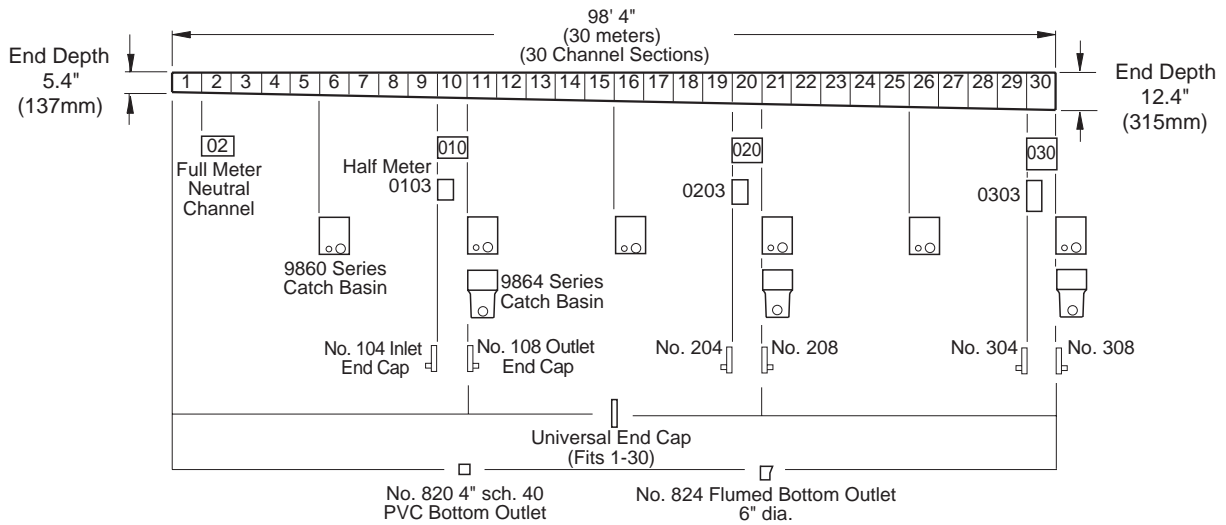 98' 4"
(30 meters)
(30 Channel Sections)
End Depth
5.4"
(137mm)
1 2 3 4 5 6 7 8 9 10 11 12 13 14 15 16 17 18 19 20 21 22 23 24 25 26 27 28 29 30
End Depth
12.4"
(315mm)
02
Full Meter
Neutral
Channel
010
Half Meter
0103
020
0203
030
0303
9860 Series
Catch Basin
9864 Series
Catch Basin
No. 104 Inlet
End Cap
No. 108 Outlet
End Cap
No. 204
No. 208
No. 304
No. 308
Universal End Cap
(Fits 1-30)
No. 820 4" sch. 40
PVC Bottom Outlet
No. 824 Flumed Bottom Outlet
6" dia.